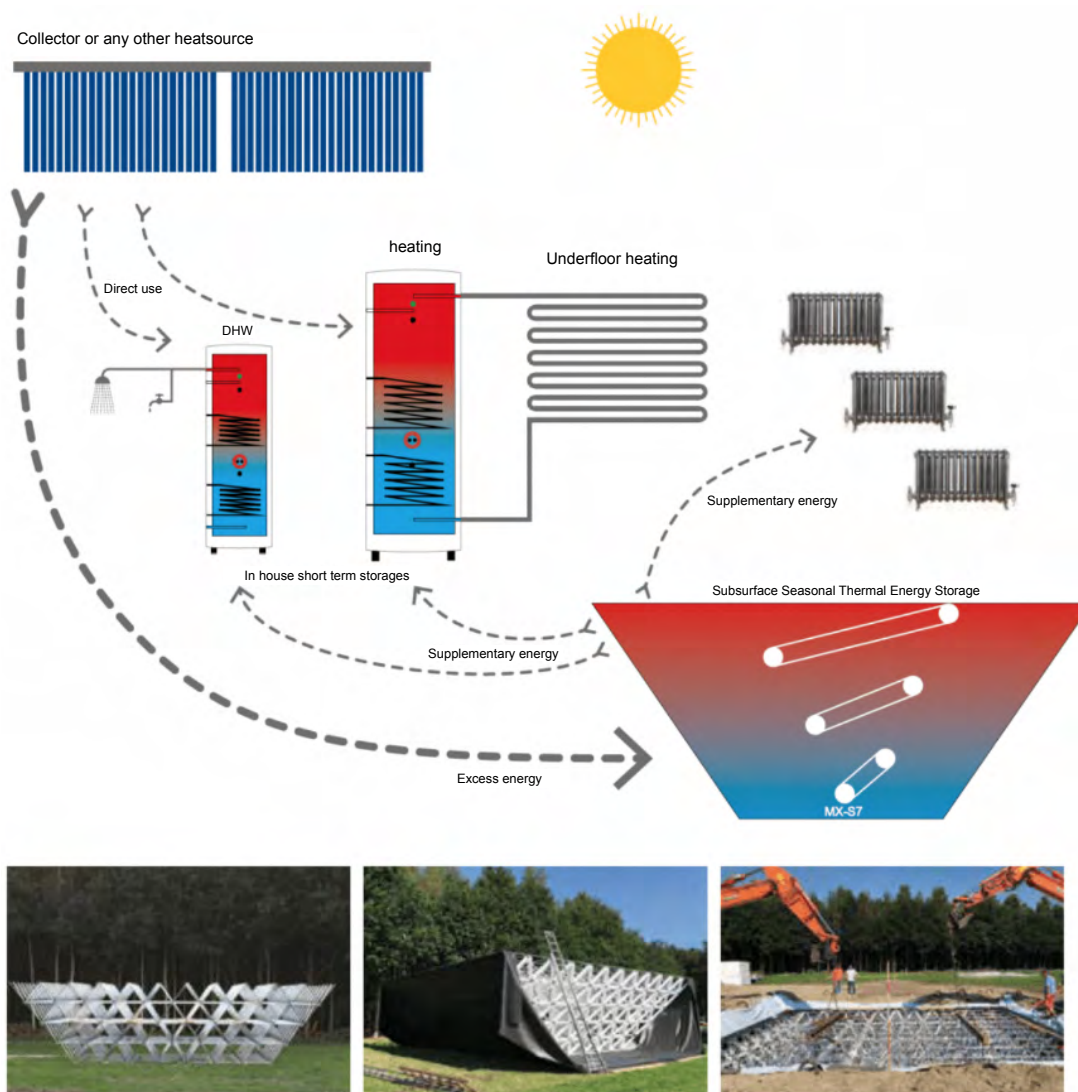 Collector or any other heatsource
heating
Underfloor heating
Direct use
DHW
Supplementary energy
In house short term storages
Subsurface Seasonal Thermal Energy Storage
Supplementary energy
Excess energy
MX-S7